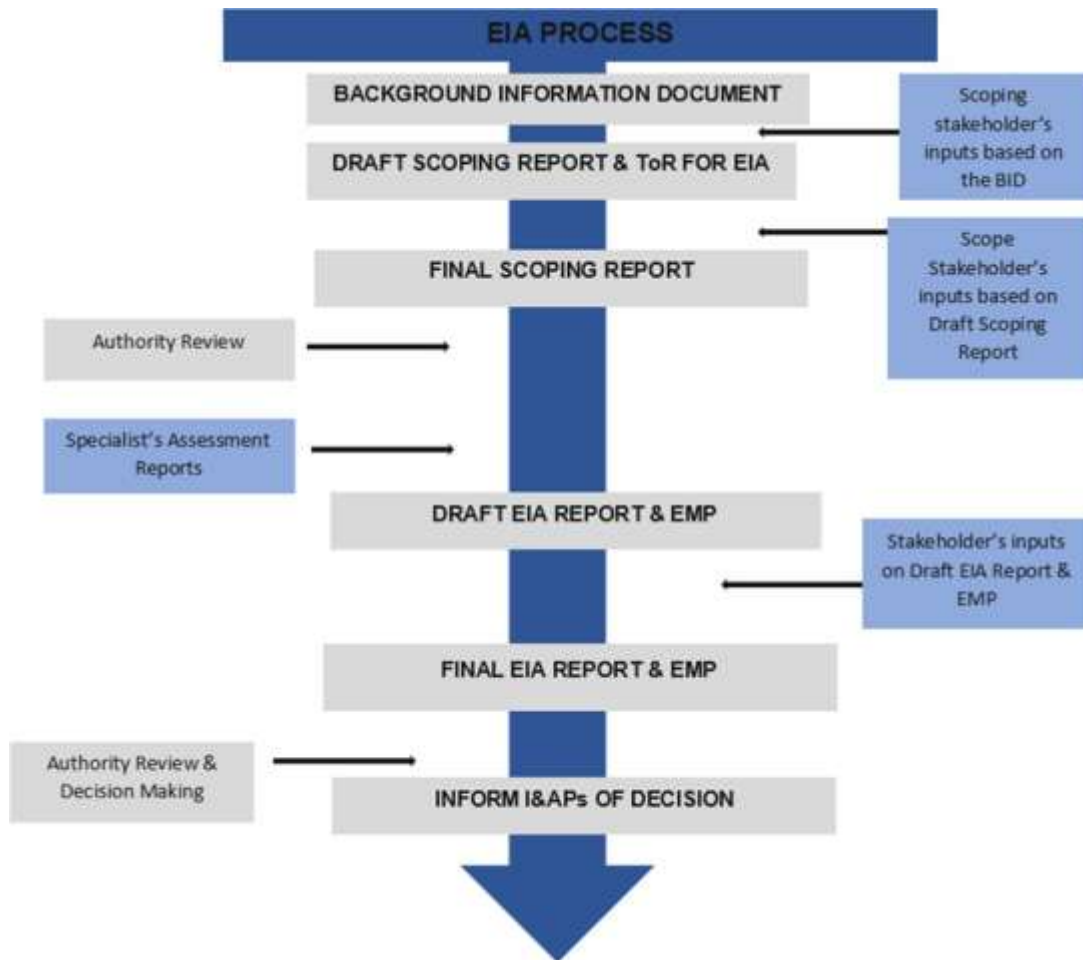 EIA PROCESS
BACKGROUND INFORMATION DOCUMENT
Scoping
stakeholder's
inputs based on
the BID
DRAFT SCOPING REPORT & ToR FOR EIA
Scope
Stakeholder's
inputs based on
Draft Scoping
Report
FINAL SCOPING REPORT
Authority Review
Specialist's Assessment
Reports
DRAFT EIA REPORT & EMP
Stakeholder's inputs
on Draft EIA Report &
EMP
FINAL EIA REPORT & EMP
Authority Review &
Decision Making
INFORM I&APs OF DECISION